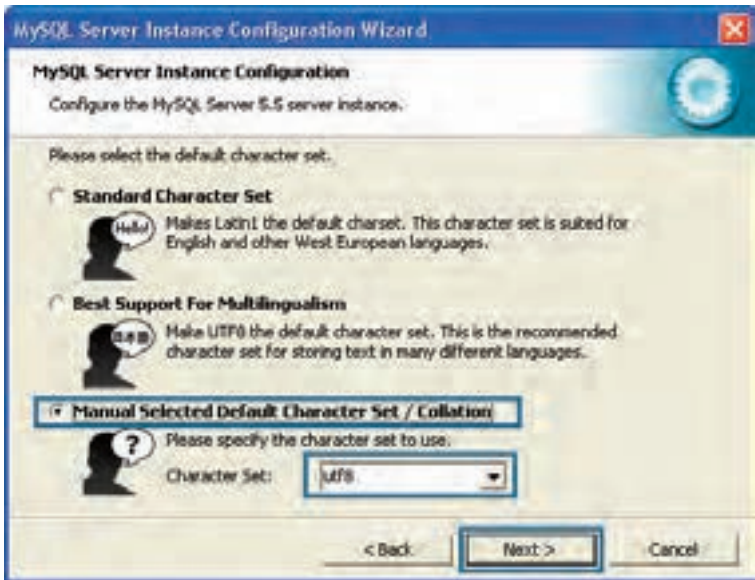 MySQL Server Instance Configuration Wizard
MySQL Server Instance Configuration
Configure the MySQL Server 5.5 server instance.
Please select the default character set.
Standard Character Set
Hello!
Makes Latin1 the default charset. This character set is suited for
English and other West European languages.
Best Support For Multilingualism
Make UTF8 the default character set. This is the recommended
character set for storing text in many different languages.
Manual Selected Default Character Set / Collation
?
Please specify the character set to use.
Character Set:
utf8
< Back
Next >
Cancel